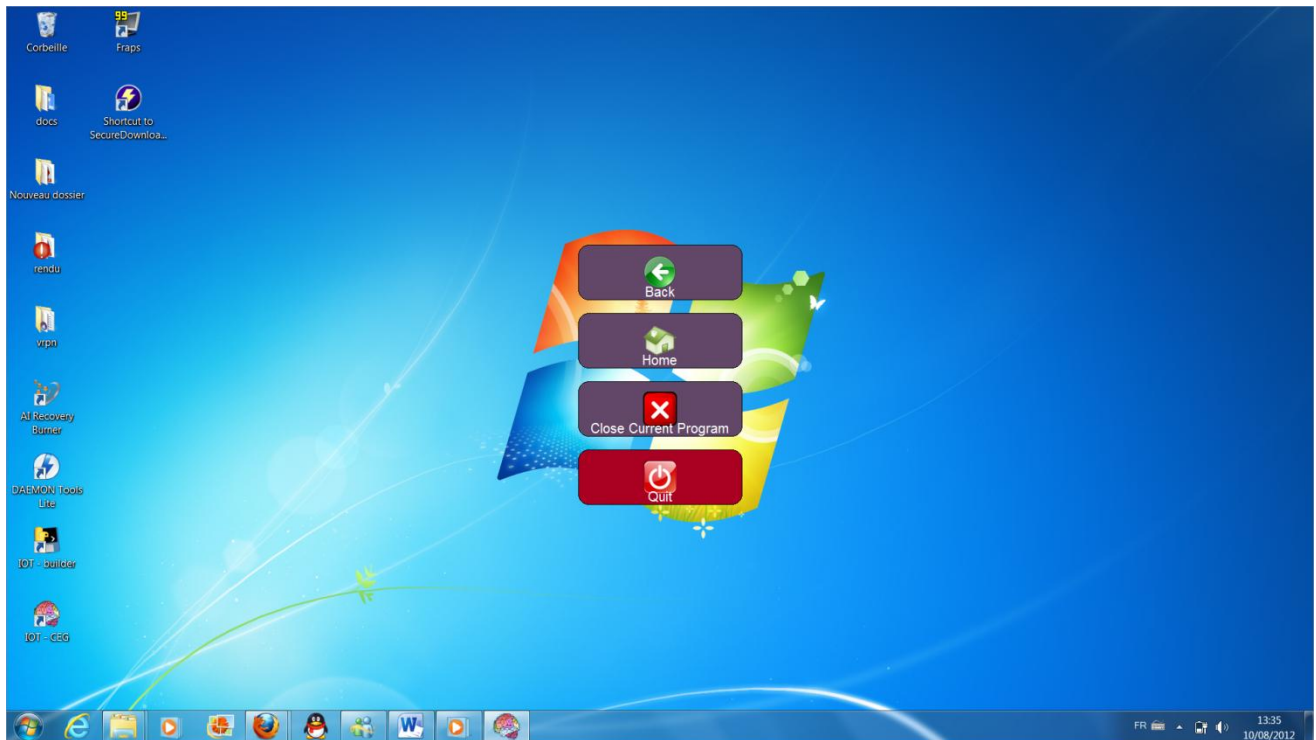 Corbeille
99
Fraps
docs
Shortcut to
SecureDownloa...
Nouveau dossier
rendu
vrpn
AI Recovery
Burner
DAEMON Tools
Lite
IOT - builder
IOT - CEG
Back
Home
Close Current Program
Quit
W
FR
13:35
10/08/2012